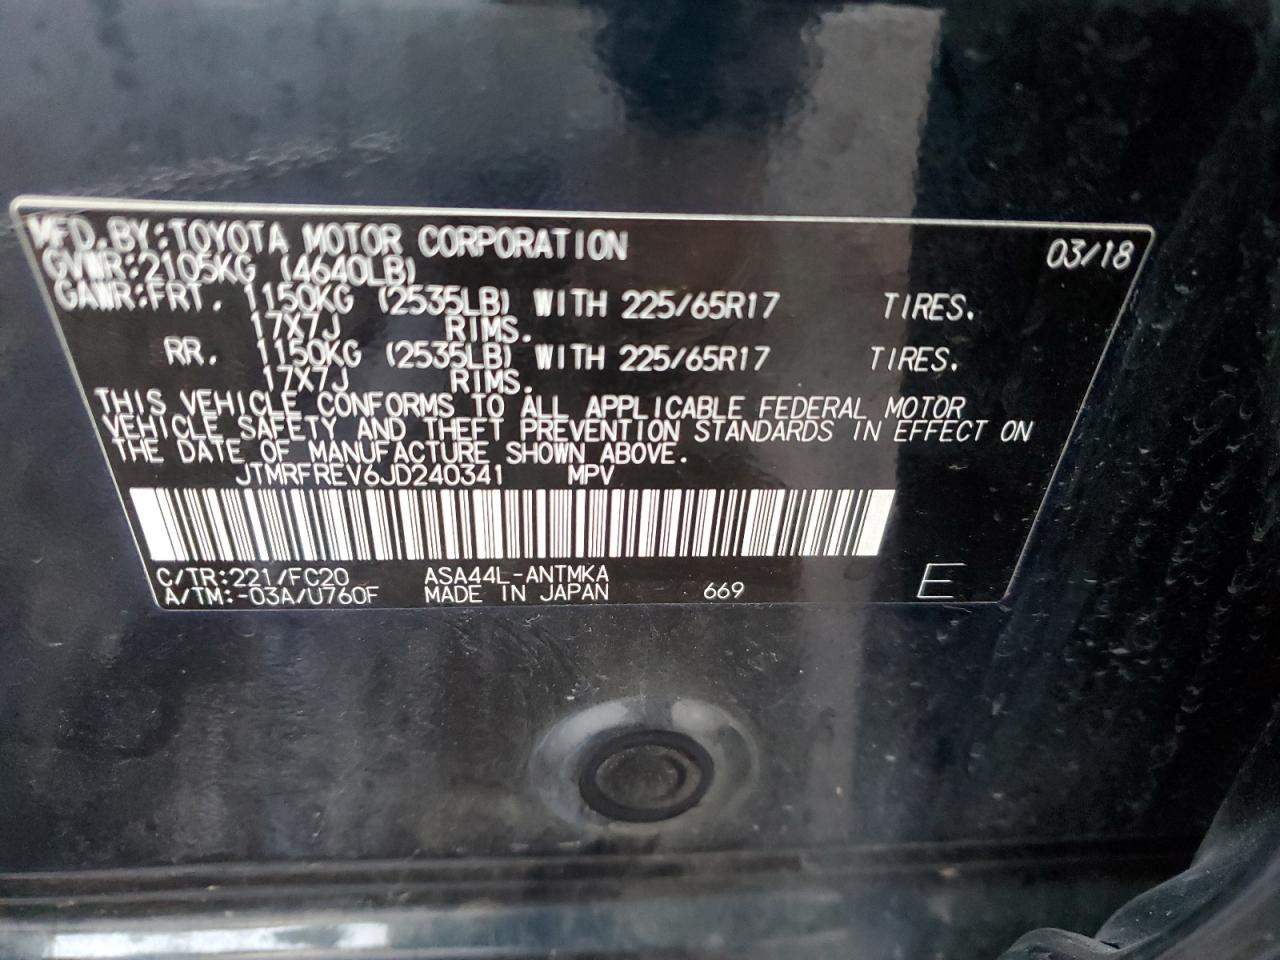 MFD.BY:TOYOTA MOTOR CORPORATION 03/18
GVWR:2105KG (4640LB)
GAWR:FRT. 1150KG (2535LB) WITH 225/65R17 TIRES.
17X7J RIMS.
RR. 1150KG (2535LB) WITH 225/65R17 TIRES.
17X7J RIMS.
THIS VEHICLE CONFORMS TO ALL APPLICABLE FEDERAL MOTOR
VEHICLE SAFETY AND THEFT PREVENTION STANDARDS IN EFFECT ON
THE DATE OF MANUFACTURE SHOWN ABOVE.
JTMRFREV6JD240341 MPV
C/TR:221/FC20 ASA44L-ANTMKA
A/TM:-03A/U760F MADE IN JAPAN 669 E